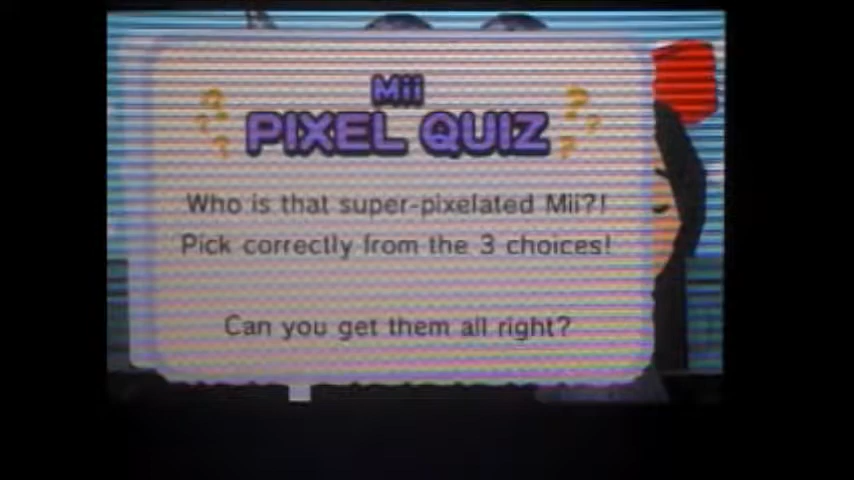 Mii
PIXEL QUIZ
Who is that super-pixelated Mii?!
Pick correctly from the 3 choices!
Can you get them all right?